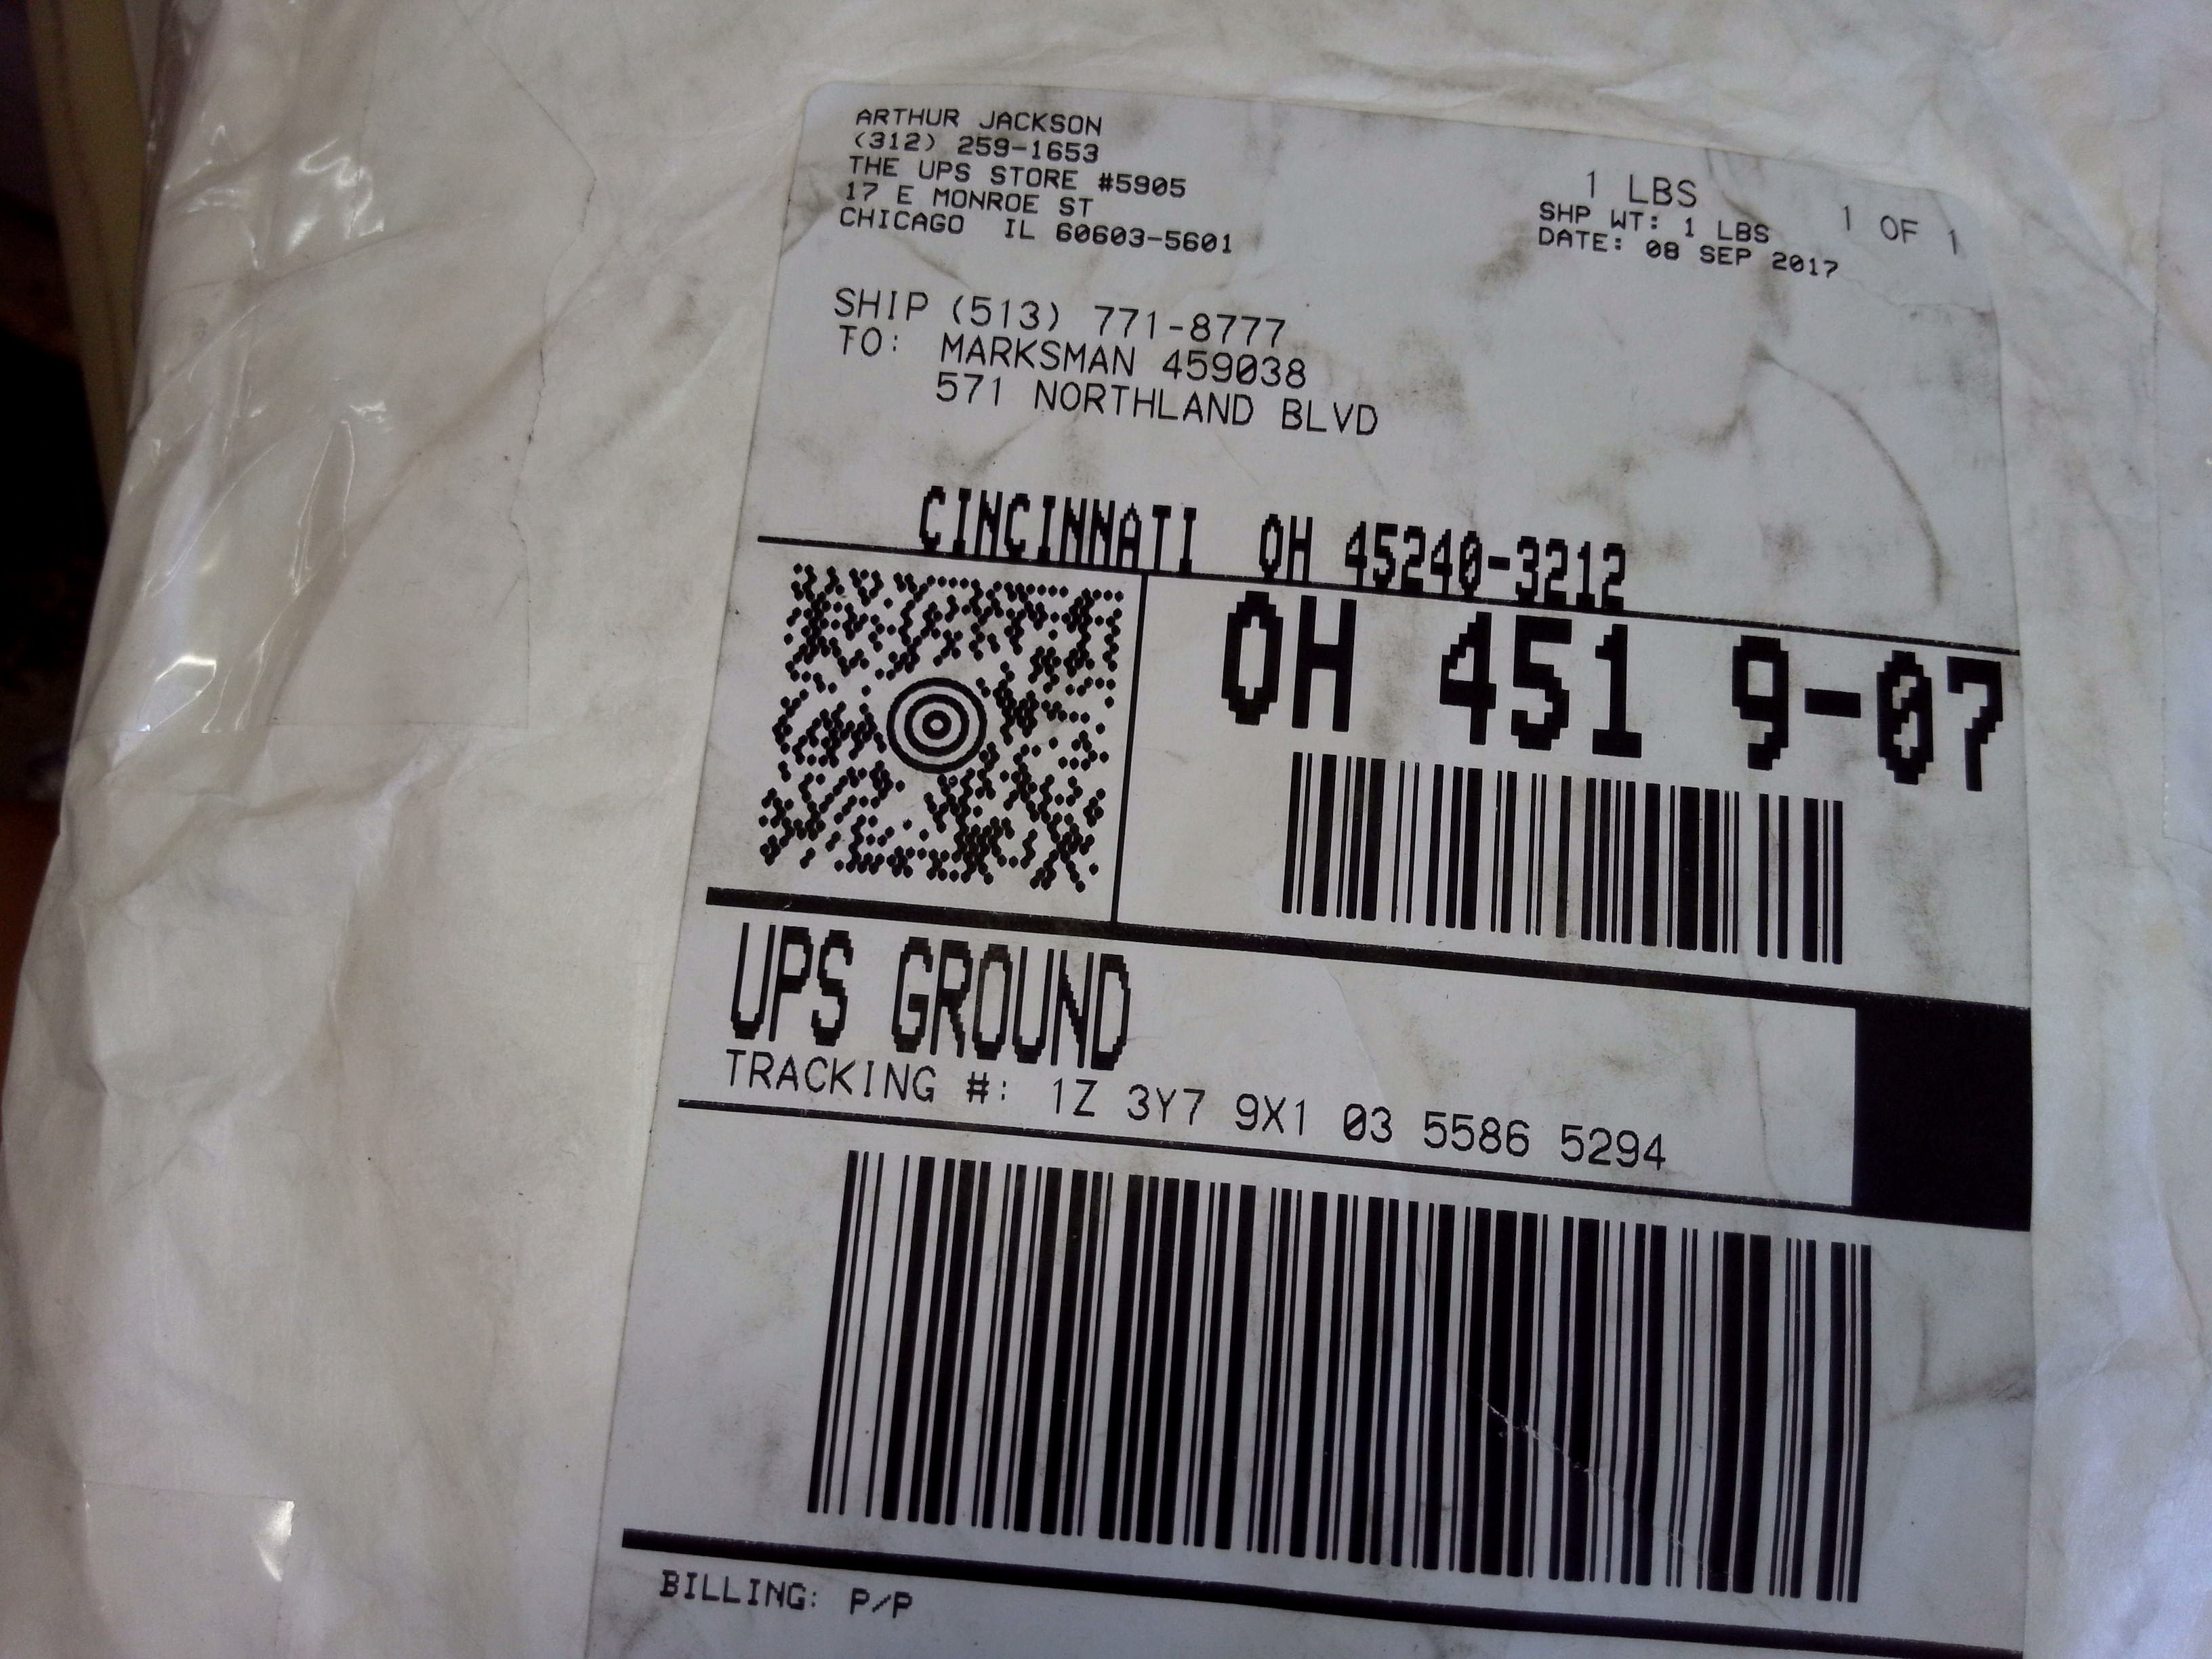 ARTHUR JACKSON
(312) 259-1653
THE UPS STORE #5905
17 E MONROE ST
CHICAGO IL 60603-5601
1 LBS 1 OF 1
SHP WT: 1 LBS
DATE: 08 SEP 2017
SHIP (513) 771-8777
TO: MARKSMAN 459038
571 NORTHLAND BLVD
CINCINNATI OH 45240-3212
OH 451 9-07
UPS GROUND
TRACKING #: 1Z 3Y7 9X1 03 5586 5294
BILLING: P/P